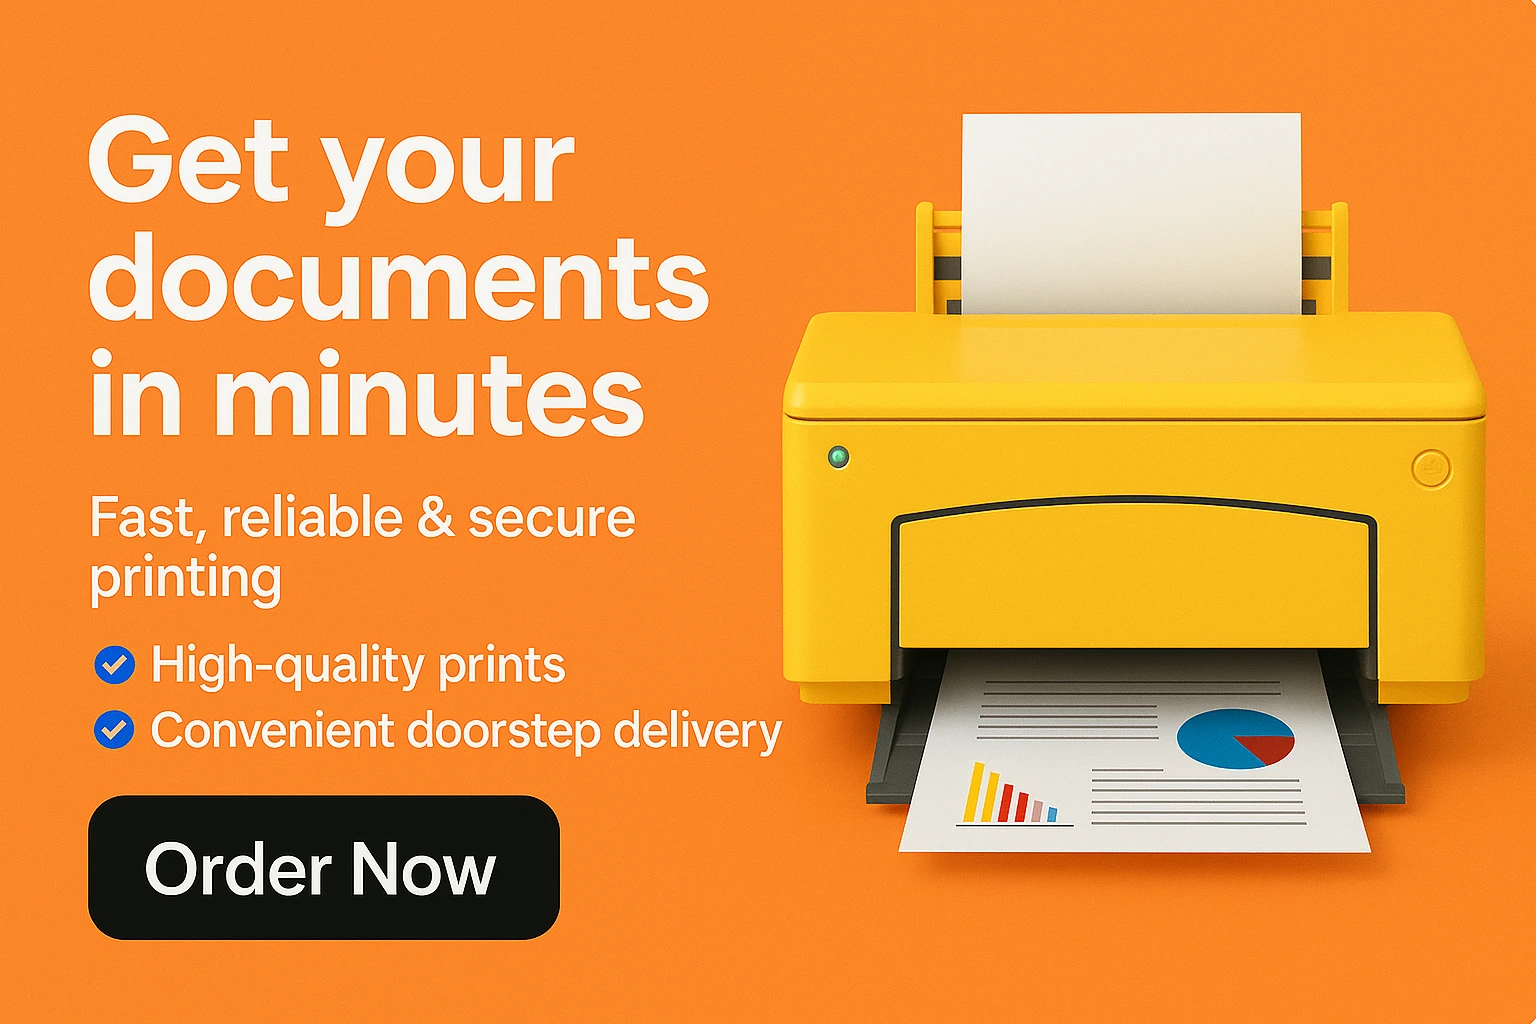 Get your
documents
in minutes
Fast, reliable & secure
printing
High-quality prints
Convenient doorstep delivery
Order Now